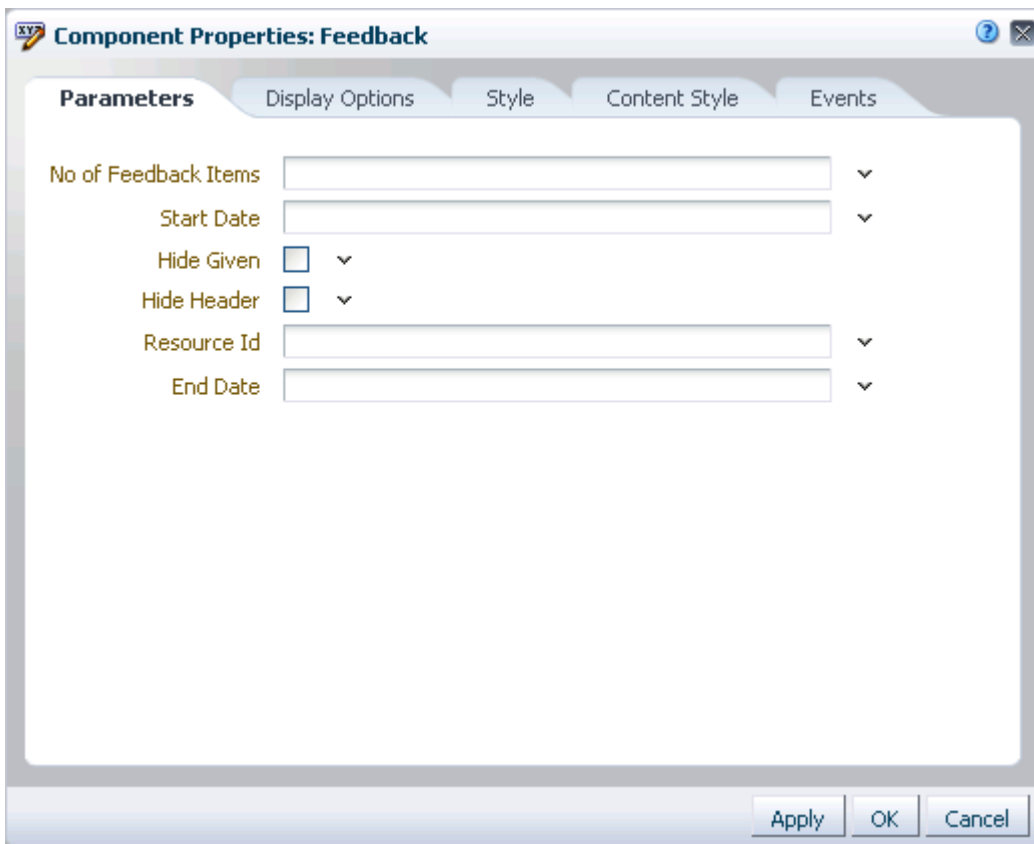 Component Properties: Feedback
Parameters Display Options Style Content Style Events
No of Feedback Items
Start Date
Hide Given
Hide Header
Resource Id
End Date
Apply OK Cancel